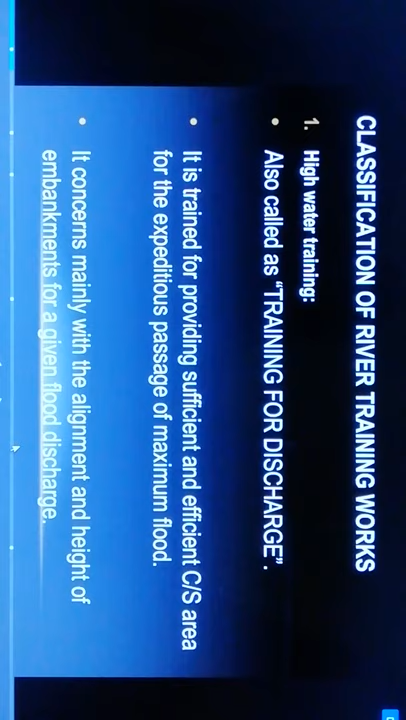 CLASSIFICATION OF RIVER TRAINING WORKS
1. High water training:
• Also called as “TRAINING FOR DISCHARGE”.
• It is trained for providing sufficient and efficient C/S area
for the expeditious passage of maximum flood.
• It concerns mainly with the alignment and height of
embankments for a given flood discharge.